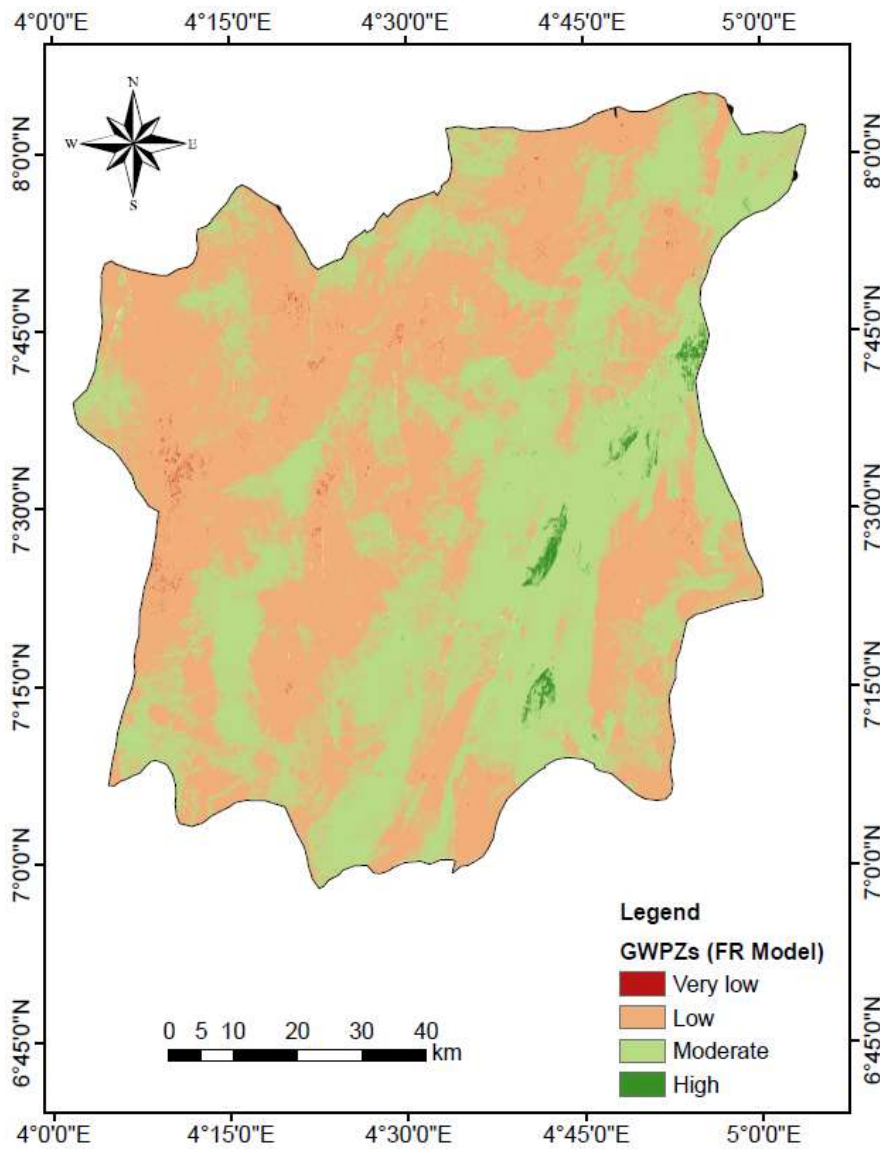 4°0'0"E 4°15'0"E 4°30'0"E 4°45'0"E 5°0'0"E
N
W E
S
8°0'0"N 8°0'0"N
7°45'0"N 7°45'0"N
7°30'0"N 7°30'0"N
7°15'0"N 7°15'0"N
7°0'0"N 7°0'0"N
6°45'0"N 6°45'0"N
Legend
GWPZs (FR Model)
Very low
Low
Moderate
High
0 5 10 20 30 40
km
4°0'0"E 4°15'0"E 4°30'0"E 4°45'0"E 5°0'0"E